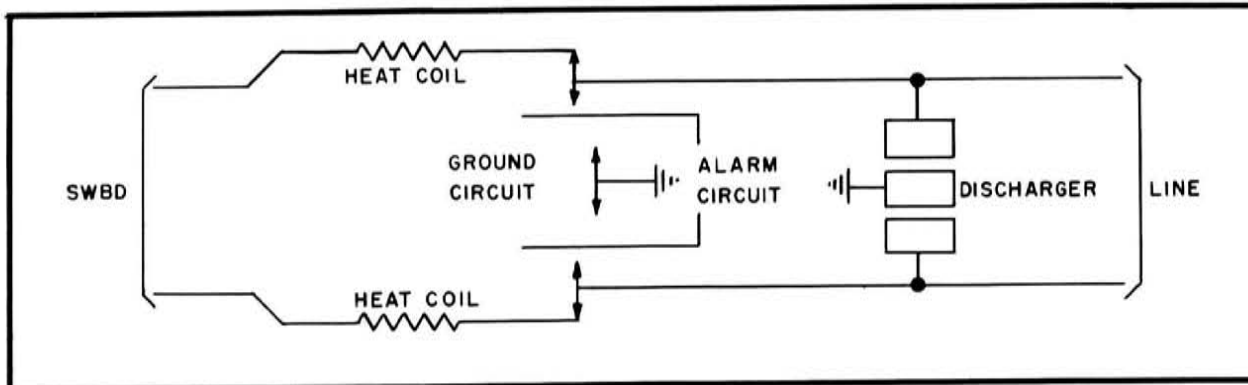 HEAT COIL
GROUND
CIRCUIT
ALARM
CIRCUIT
SWBD
DISCHARGER
LINE
HEAT COIL